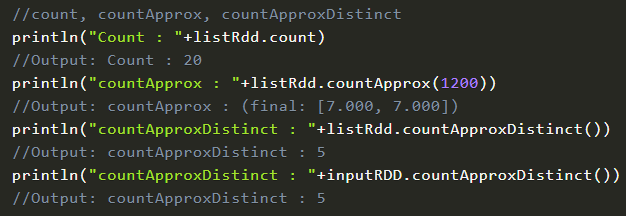 //count, countApprox, countApproxDistinct
println("Count : "+listRdd.count)
//Output: Count : 20
println("countApprox : "+listRdd.countApprox(1200))
//Output: countApprox : (final: [7.000, 7.000])
println("countApproxDistinct : "+listRdd.countApproxDistinct())
//Output: countApproxDistinct : 5
println("countApproxDistinct : "+inputRDD.countApproxDistinct())
//Output: countApproxDistinct : 5